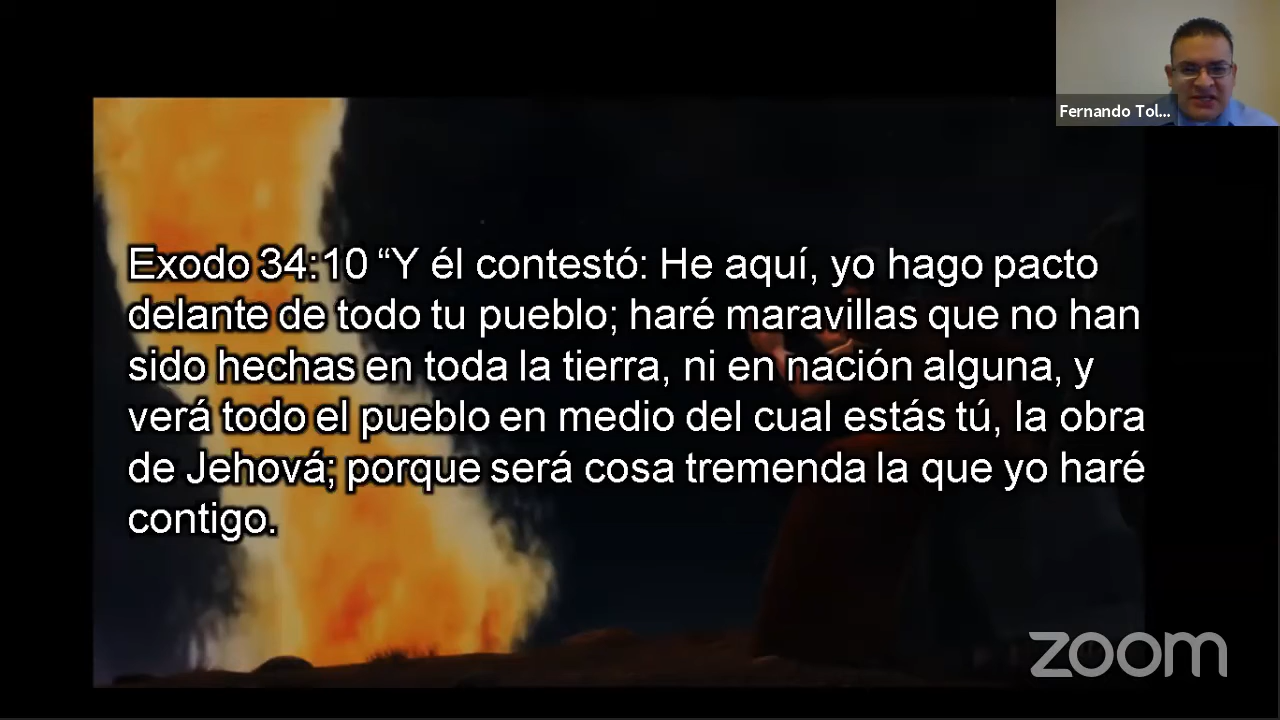 Fernando Tol...
Exodo 34:10 “Y él contestó: He aquí, yo hago pacto
delante de todo tu pueblo; haré maravillas que no han
sido hechas en toda la tierra, ni en nación alguna, y
verá todo el pueblo en medio del cual estás tú, la obra
de Jehová; porque será cosa tremenda la que yo haré
contigo.
zoom